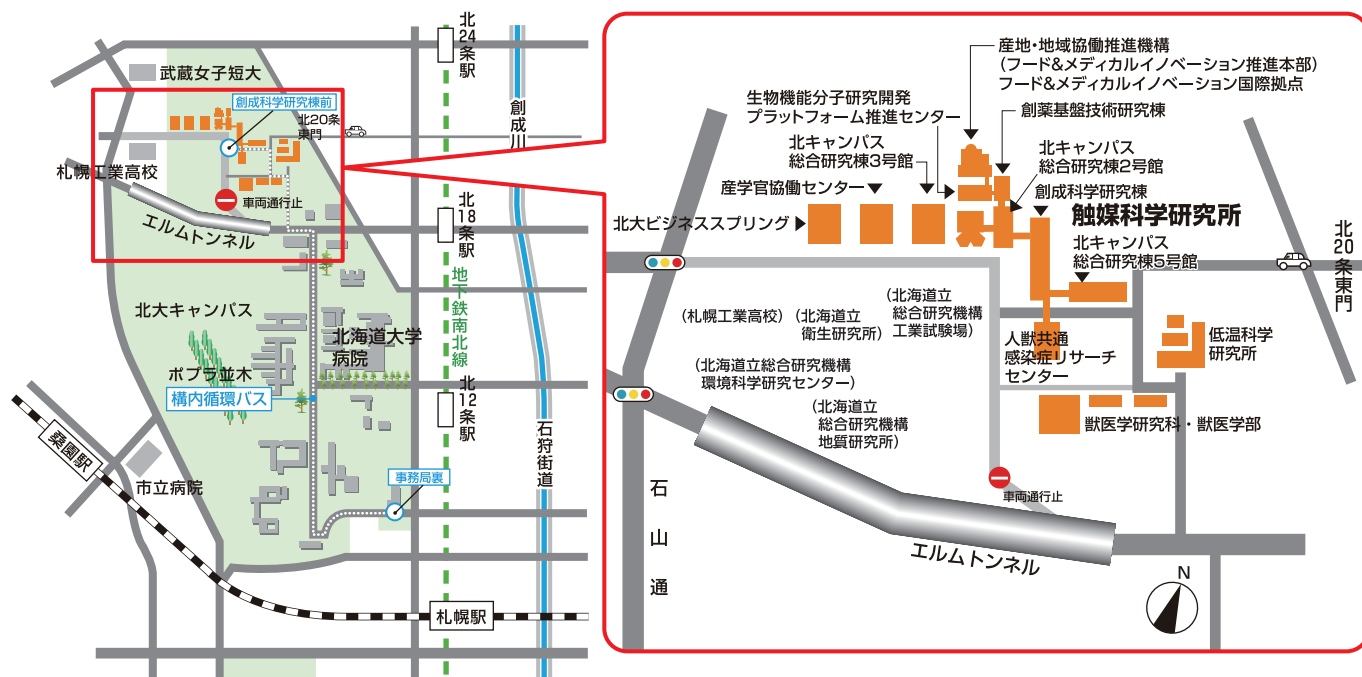 北24条駅
武蔵女子短大
創成科学研究棟前
北20条
東門
創成川
札幌工業高校
車両通行止
エルムトンネル
北18条駅
地下鉄南北線
北大キャンパス
北海道大学
病院
ポプラ並木
構内循環バス
北12条駅
石狩街道
桑園駅
市立病院
事務局裏
札幌駅
産地・地域協働推進機構
(フード&メディカルイノベーション推進本部)
フード&メディカルイノベーション国際拠点
生物機能分子研究開発
プラットフォーム推進センター
創薬基盤技術研究棟
北キャンパス
総合研究棟3号館
北キャンパス
総合研究棟2号館
産学官協働センター
創成科学研究棟
北大ビジネススプリング
触媒科学研究所
北キャンパス
総合研究棟5号館
北20条東門
(札幌工業高校)
(北海道立
衛生研究所)
(北海道立
総合研究機構
工業試験場)
人獣共通
感染症リサーチ
センター
低温科学
研究所
(北海道立総合研究機構
環境科学研究センター)
(北海道立
総合研究機構
地質研究所)
獣医学研究科・獣医学部
石山通
車両通行止
エルムトンネル
N